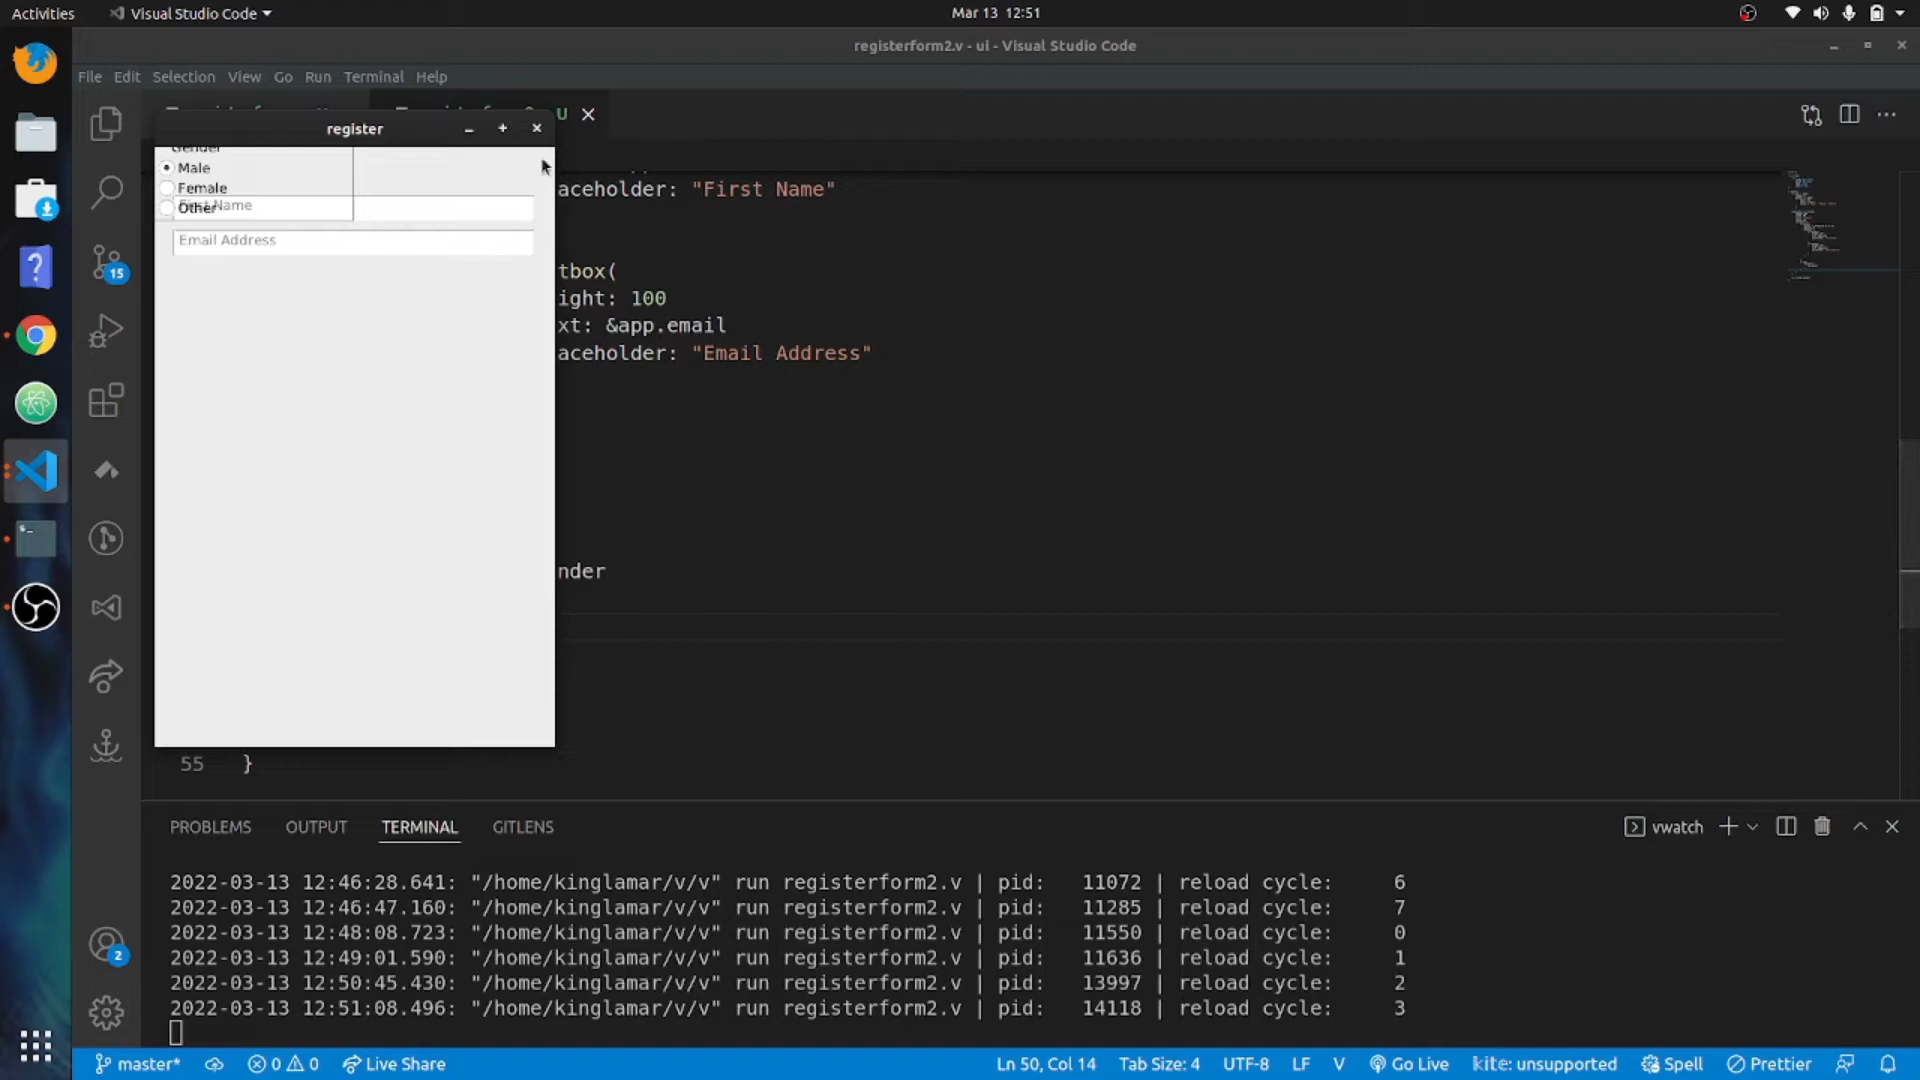 Activities
Visual Studio Code
Mar 13 12:51
registerform2.v - ui - Visual Studio Code
File Edit Selection View Go Run Terminal Help
U
register
Gender
Male
Female
Other
First Name
Email Address
aceholder: "First Name"
tbox(
ight: 100
xt: &app.email
aceholder: "Email Address"
nder
55 }
15
2
PROBLEMS OUTPUT TERMINAL GITLENS
vwatch
2022-03-13 12:46:28.641: "/home/kinglamar/v/v" run registerform2.v | pid: 11072 | reload cycle: 6
2022-03-13 12:46:47.160: "/home/kinglamar/v/v" run registerform2.v | pid: 11285 | reload cycle: 7
2022-03-13 12:48:08.723: "/home/kinglamar/v/v" run registerform2.v | pid: 11550 | reload cycle: 0
2022-03-13 12:49:01.590: "/home/kinglamar/v/v" run registerform2.v | pid: 11636 | reload cycle: 1
2022-03-13 12:50:45.430: "/home/kinglamar/v/v" run registerform2.v | pid: 13997 | reload cycle: 2
2022-03-13 12:51:08.496: "/home/kinglamar/v/v" run registerform2.v | pid: 14118 | reload cycle: 3
master* 0 0 Live Share
Ln 50, Col 14 Tab Size: 4 UTF-8 LF V Go Live kite: unsupported Spell Prettier